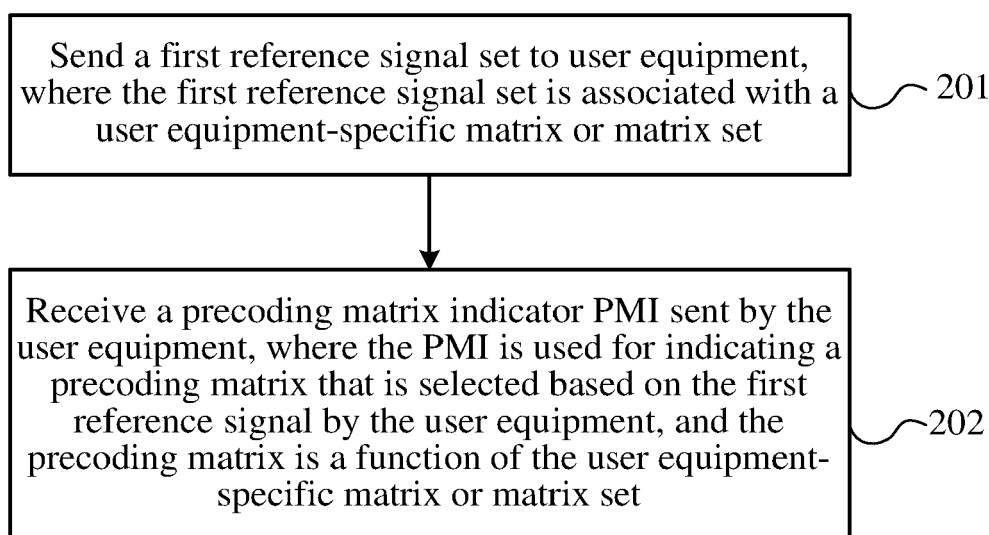 Send a first reference signal set to user equipment,
where the first reference signal set is associated with a
user equipment-specific matrix or matrix set
201
Receive a precoding matrix indicator PMI sent by the
user equipment, where the PMI is used for indicating a
precoding matrix that is selected based on the first
reference signal by the user equipment, and the
precoding matrix is a function of the user equipment-
specific matrix or matrix set
202